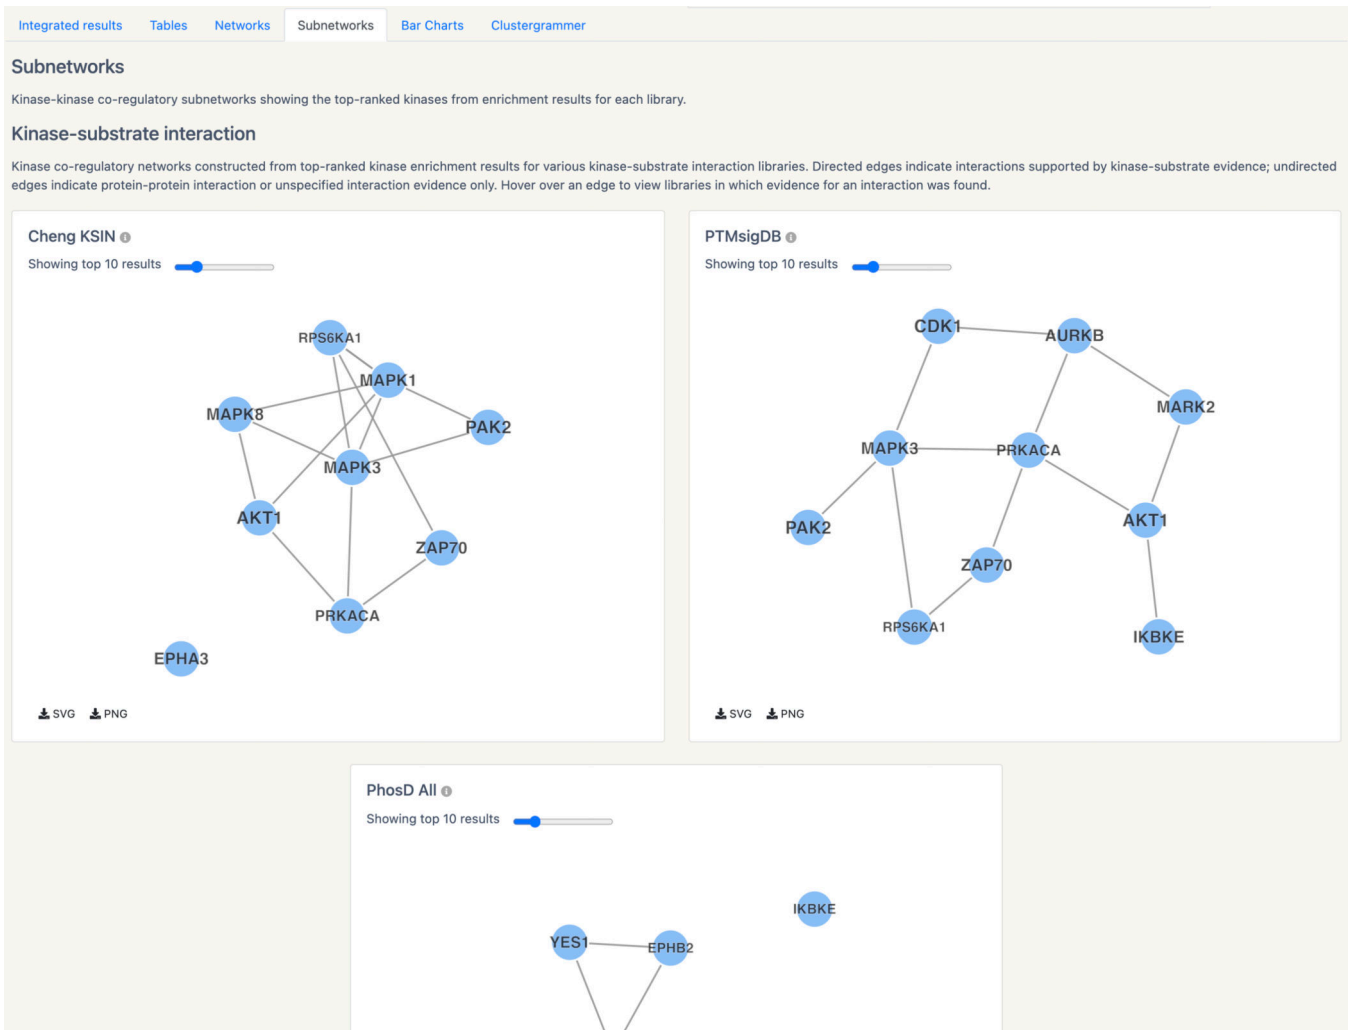 Integrated results Tables Networks Subnetworks Bar Charts Clustergrammer
Subnetworks
Kinase-kinase co-regulatory subnetworks showing the top-ranked kinases from enrichment results for each library.
Kinase-substrate interaction
Kinase co-regulatory networks constructed from top-ranked kinase enrichment results for various kinase-substrate interaction libraries. Directed edges indicate interactions supported by kinase-substrate evidence; undirected
edges indicate protein-protein interaction or unspecified interaction evidence only. Hover over an edge to view libraries in which evidence for an interaction was found.
Cheng KSIN
Showing top 10 results
RPS6KA1
MAPK1
MAPK8
PAK2
MAPK3
AKT1
ZAP70
PRKACA
EPHA3
SVG PNG
PTMsigDB
Showing top 10 results
CDK1
AURKB
MARK2
MAPK3
PRKACA
PAK2
AKT1
ZAP70
RPS6KA1
IKBKE
SVG PNG
PhosD All
Showing top 10 results
IKBKE
YES1
EPHB2